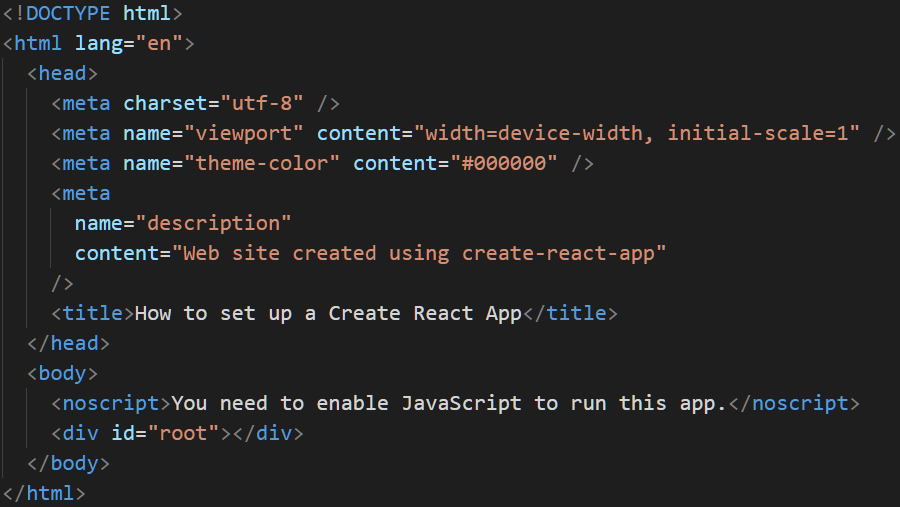 <!DOCTYPE html>
<html lang="en">
  <head>
    <meta charset="utf-8" />
    <meta name="viewport" content="width=device-width, initial-scale=1" />
    <meta name="theme-color" content="#000000" />
    <meta
      name="description"
      content="Web site created using create-react-app"
    />
    <title>How to set up a Create React App</title>
  </head>
  <body>
    <noscript>You need to enable JavaScript to run this app.</noscript>
    <div id="root"></div>
  </body>
</html>